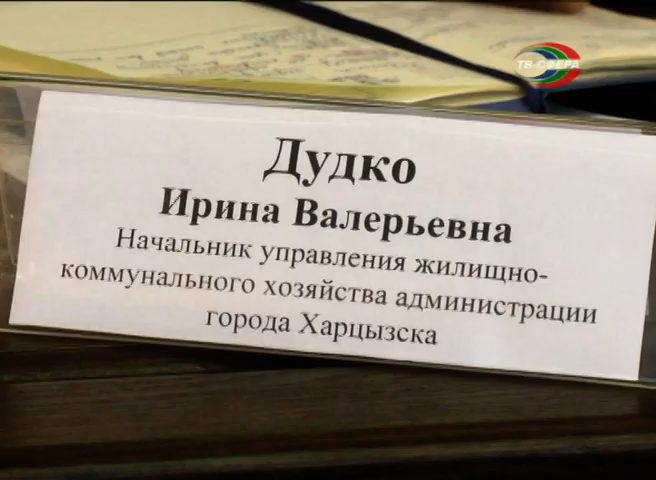 ТВ-СФЕРА
Дудко
Ирина Валерьевна
Начальник управления жилищно-
коммунального хозяйства администрации
города Харцызска